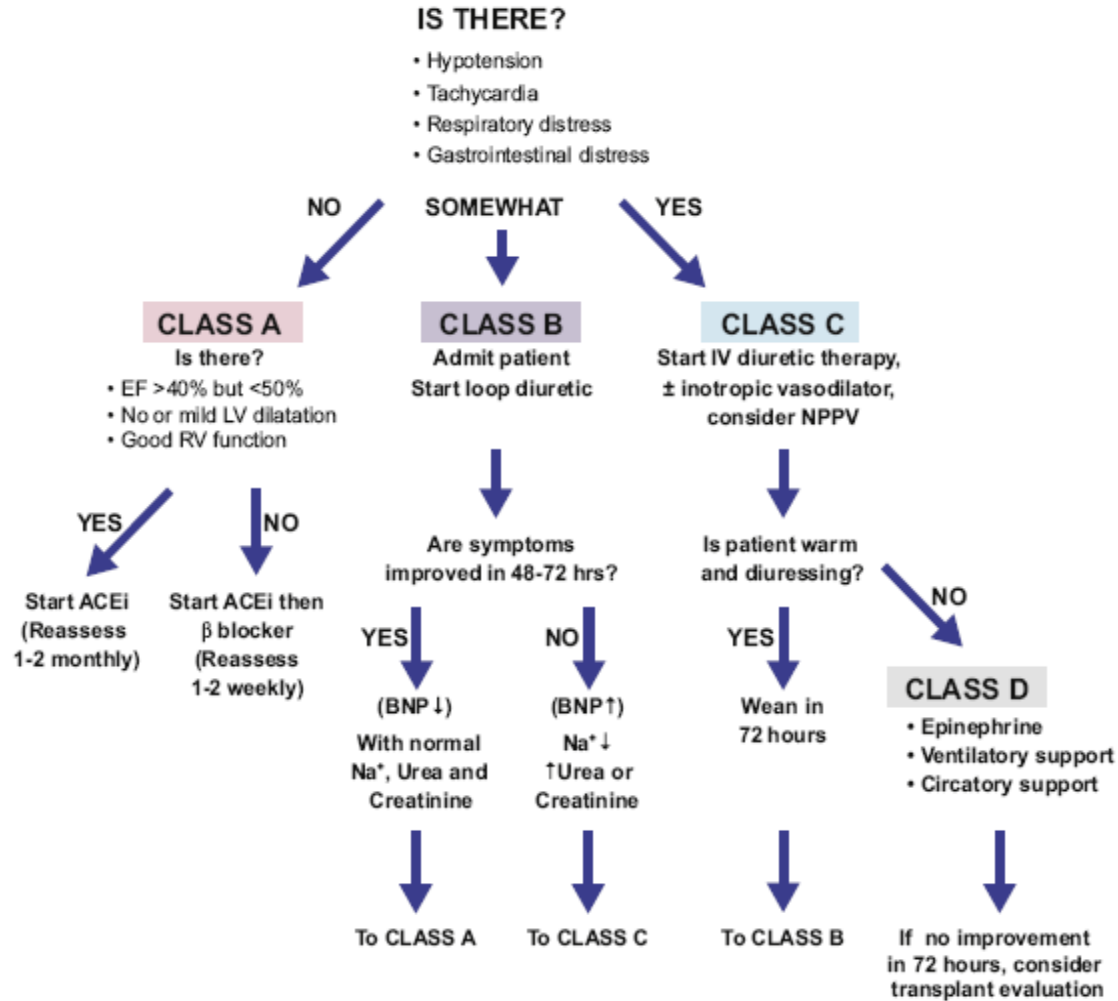 IS THERE?
• Hypotension
• Tachycardia
• Respiratory distress
• Gastrointestinal distress
NO
SOMEWHAT
YES
CLASS A
Is there?
• EF >40% but <50%
• No or mild LV dilatation
• Good RV function
YES
NO
Start ACEi
(Reassess
1-2 monthly)
Start ACEi then
β blocker
(Reassess
1-2 weekly)
CLASS B
Admit patient
Start loop diuretic
Are symptoms
improved in 48-72 hrs?
YES
NO
(BNP↓)
With normal
Na⁺, Urea and
Creatinine
(BNP↑)
Na⁺↓
↑Urea or
Creatinine
To CLASS A
To CLASS C
CLASS C
Start IV diuretic therapy,
± inotropic vasodilator,
consider NPPV
Is patient warm
and diuressing?
YES
NO
Wean in
72 hours
To CLASS B
CLASS D
• Epinephrine
• Ventilatory support
• Circatory support
If no improvement
in 72 hours, consider
transplant evaluation